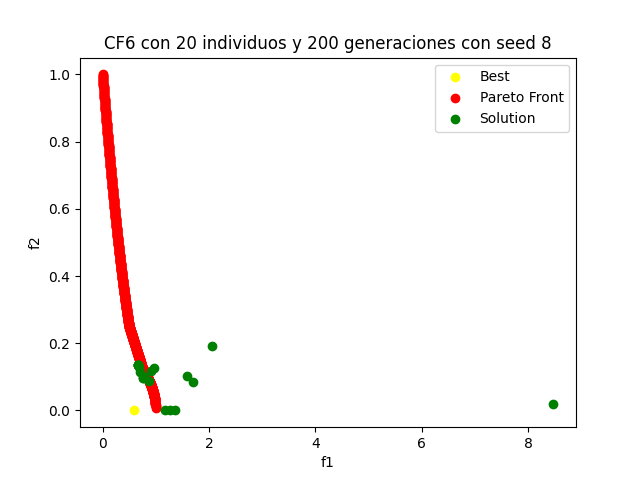 CF6 con 20 individuos y 200 generaciones con seed 8
Best
Pareto Front
Solution
f2
1.0
0.8
0.6
0.4
0.2
0.0
0
2
4
6
8
f1